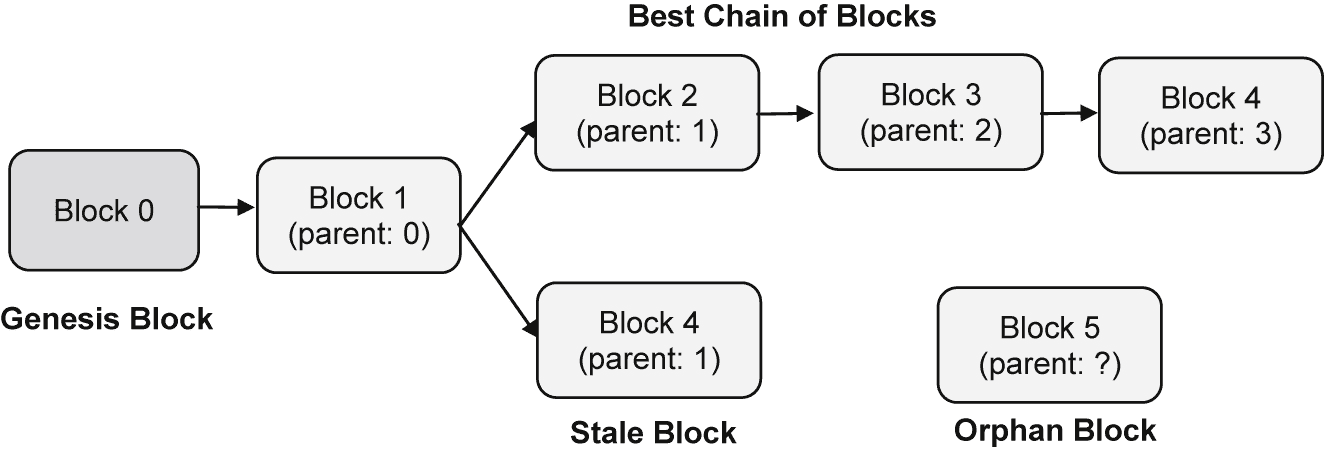 Best Chain of Blocks
Block 2
(parent: 1)
Block 3
(parent: 2)
Block 4
(parent: 3)
Block 0
Block 1
(parent: 0)
Genesis Block
Block 4
(parent: 1)
Stale Block
Block 5
(parent: ?)
Orphan Block